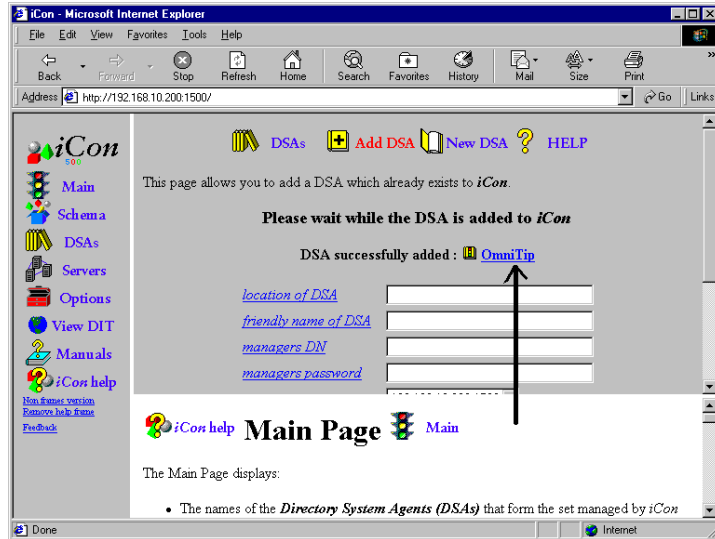 iCon - Microsoft Internet Explorer
File Edit View Favorites Tools Help
Back Forward Stop Refresh Home Search Favorites History Mail Size Print »
Address http://192.168.10.200:1500/ Go Links
iCon
500
Main
Schema
DSAs
Servers
Options
View DIT
Manuals
iCon help
Non frames version
Remove help frame
Feedback
DSAs Add DSA New DSA HELP
This page allows you to add a DSA which already exists to iCon.
Please wait while the DSA is added to iCon
DSA successfully added : OmniTip
location of DSA
friendly name of DSA
managers DN
managers password
iCon help Main Page Main
The Main Page displays:
• The names of the Directory System Agents (DSAs) that form the set managed by iCon
Done Internet